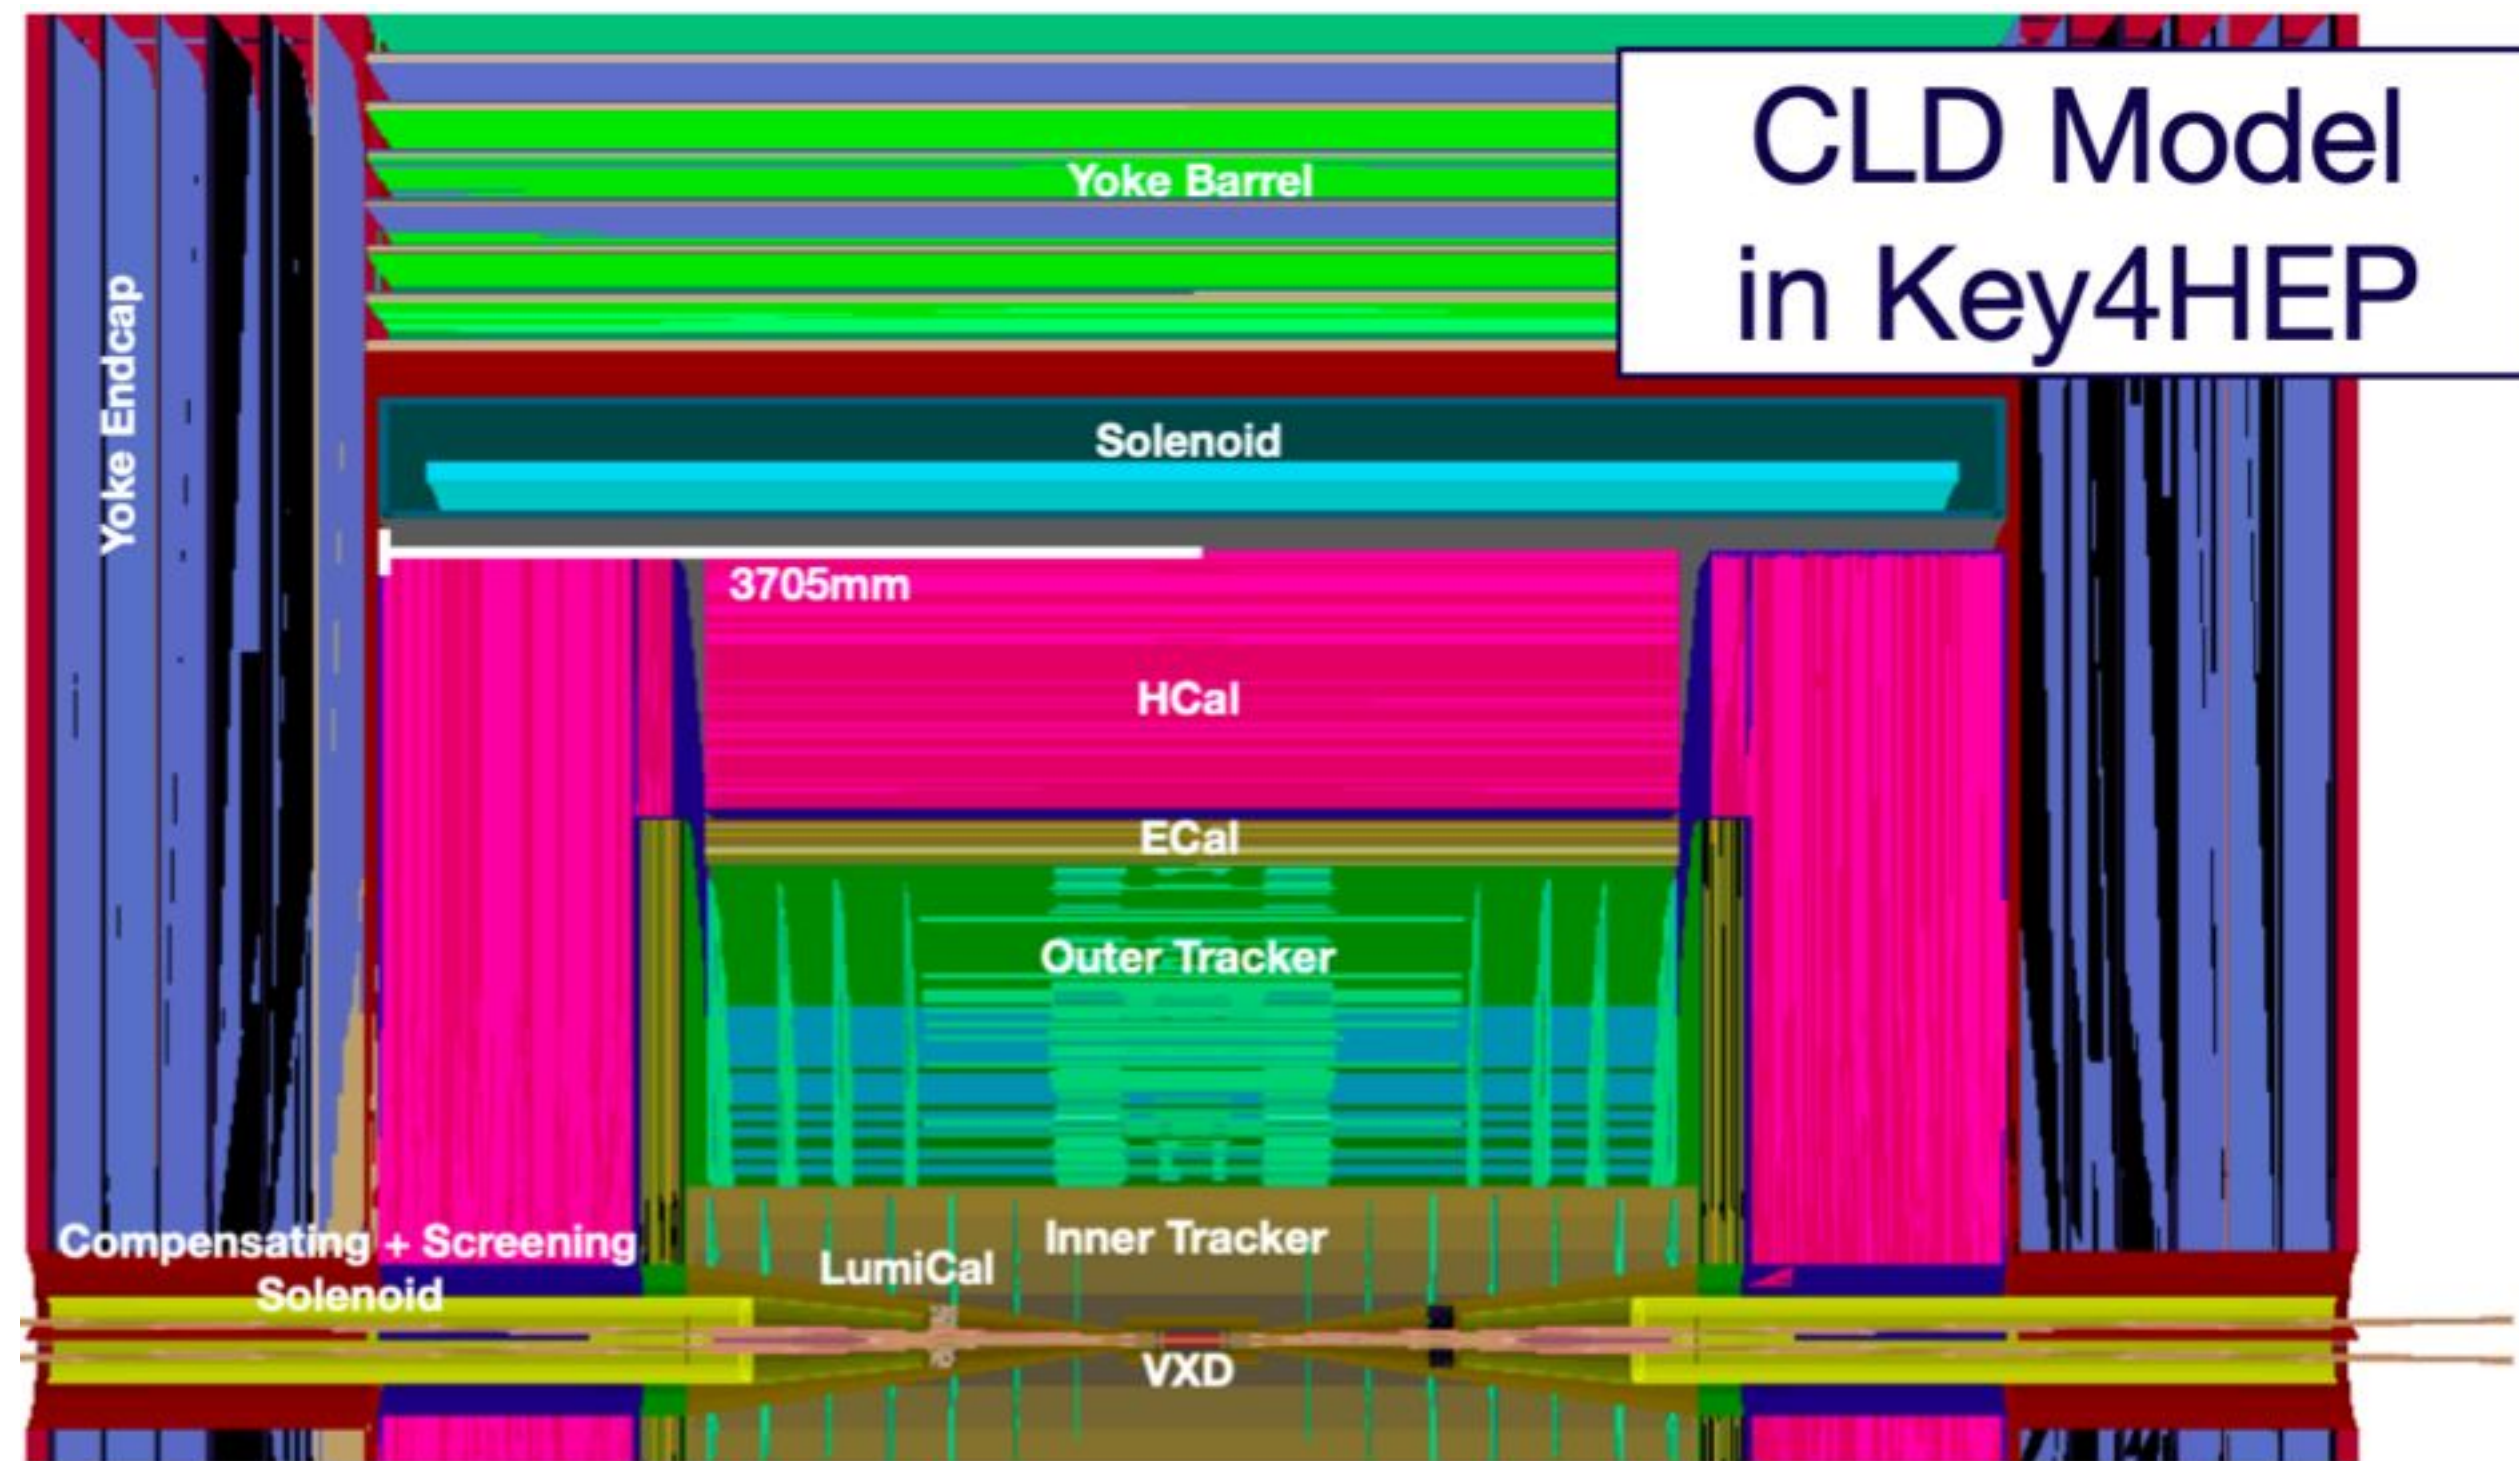 CLD Model
in Key4HEP
Yoke Barrel
Yoke Endcap
Solenoid
3705mm
HCal
ECal
Outer Tracker
Inner Tracker
LumiCal
Compensating + Screening
Solenoid
VXD